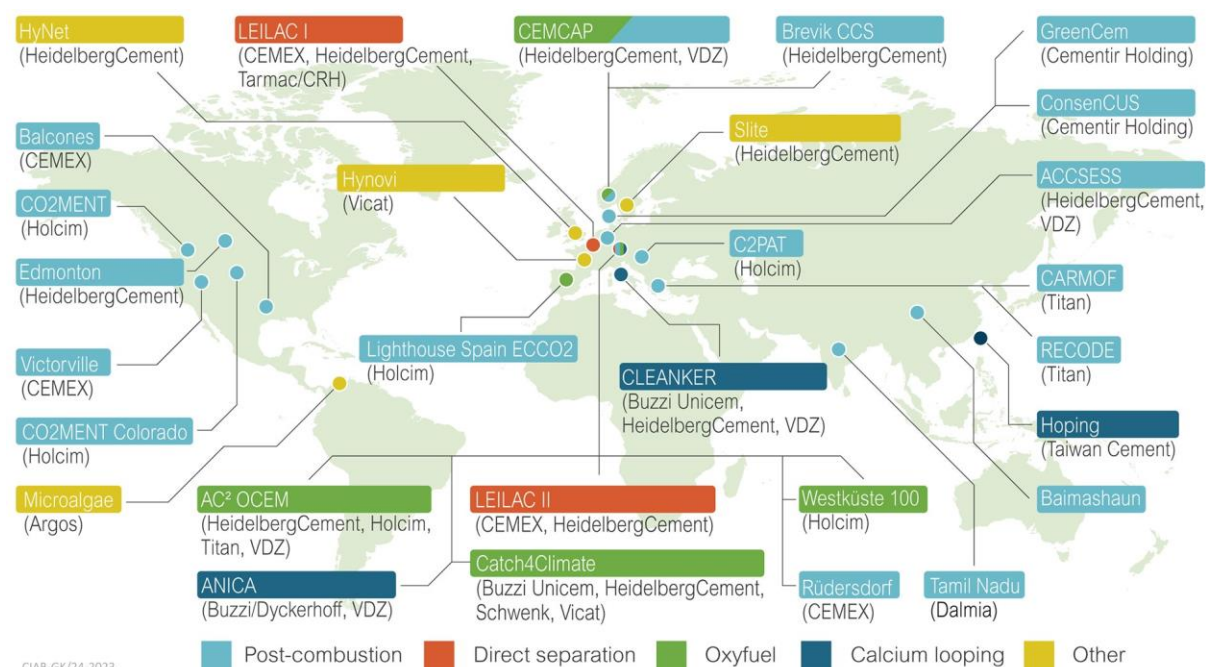 HyNet
(HeidelbergCement)
LEILAC I
(CEMEX, HeidelbergCement,
Tarmac/CRH)
CEMCAP
(HeidelbergCement, VDZ)
Brevik CCS
(HeidelbergCement)
GreenCem
(Cementir Holding)
ConsenCUS
(Cementir Holding)
Balcones
(CEMEX)
Hynovi
(Vicat)
Slite
(HeidelbergCement)
ACCSESS
(HeidelbergCement,
VDZ)
CO2MENT
(Holcim)
C2PAT
(Holcim)
Edmonton
(HeidelbergCement)
CARMOF
(Titan)
Lighthouse Spain ECCO2
(Holcim)
RECODE
(Titan)
Victorville
(CEMEX)
CLEANKER
(Buzzi Unicem,
HeidelbergCement, VDZ)
CO2MENT Colorado
(Holcim)
Hoping
(Taiwan Cement)
Microalgae
(Argos)
AC² OCEM
(HeidelbergCement, Holcim,
Titan, VDZ)
LEILAC II
(CEMEX, HeidelbergCement)
Westküste 100
(Holcim)
Baimashaun
ANICA
(Buzzi/Dyckerhoff, VDZ)
Catch4Climate
(Buzzi Unicem, HeidelbergCement,
Schwenk, Vicat)
Rüdersdorf
(CEMEX)
Tamil Nadu
(Dalmia)
Post-combustion
Direct separation
Oxyfuel
Calcium looping
Other